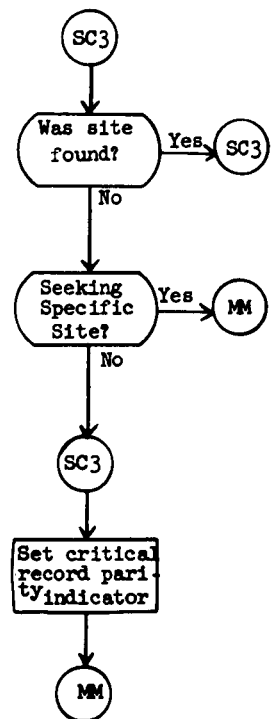 SC3
Was site
found?
Yes
SC3
No
Seeking
Specific
Site?
Yes
MM
No
SC3
Set critical
record pari-
ty indicator
MM